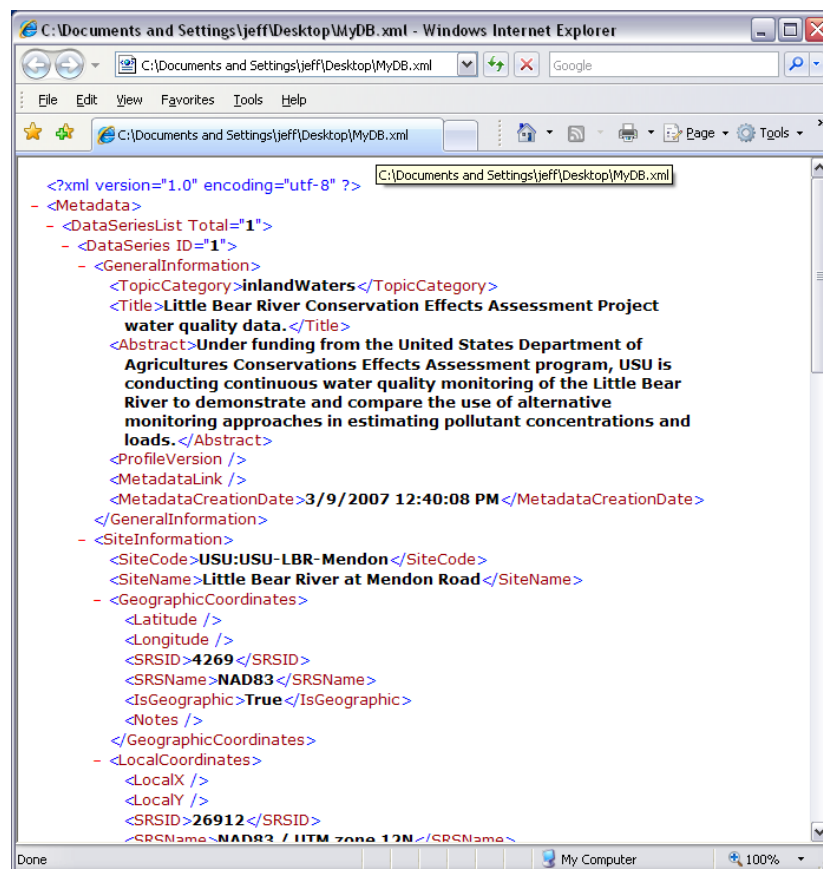 C:\Documents and Settings\jeff\Desktop\MyDB.xml - Windows Internet Explorer
C:\Documents and Settings\jeff\Desktop\MyDB.xml Google
File Edit View Favorites Tools Help
C:\Documents and Settings\jeff\Desktop\MyDB.xml Page Tools
C:\Documents and Settings\jeff\Desktop\MyDB.xml
<?xml version="1.0" encoding="utf-8" ?>
- <Metadata>
- <DataSeriesList Total="1">
- <DataSeries ID="1">
- <GeneralInformation>
<TopicCategory>inlandWaters</TopicCategory>
<Title>Little Bear River Conservation Effects Assessment Project
water quality data.</Title>
<Abstract>Under funding from the United States Department of
Agricultures Conservations Effects Assessment program, USU is
conducting continuous water quality monitoring of the Little Bear
River to demonstrate and compare the use of alternative
monitoring approaches in estimating pollutant concentrations and
loads.</Abstract>
<ProfileVersion />
<MetadataLink />
<MetadataCreationDate>3/9/2007 12:40:08 PM</MetadataCreationDate>
</GeneralInformation>
- <SiteInformation>
<SiteCode>USU:USU-LBR-Mendon</SiteCode>
<SiteName>Little Bear River at Mendon Road</SiteName>
- <GeographicCoordinates>
<Latitude />
<Longitude />
<SRSID>4269</SRSID>
<SRSName>NAD83</SRSName>
<IsGeographic>True</IsGeographic>
<Notes />
</GeographicCoordinates>
- <LocalCoordinates>
<LocalX />
<LocalY />
<SRSID>26912</SRSID>
<SRSName>NAD83 / UTM zone 12N</SRSName>
Done My Computer 100%